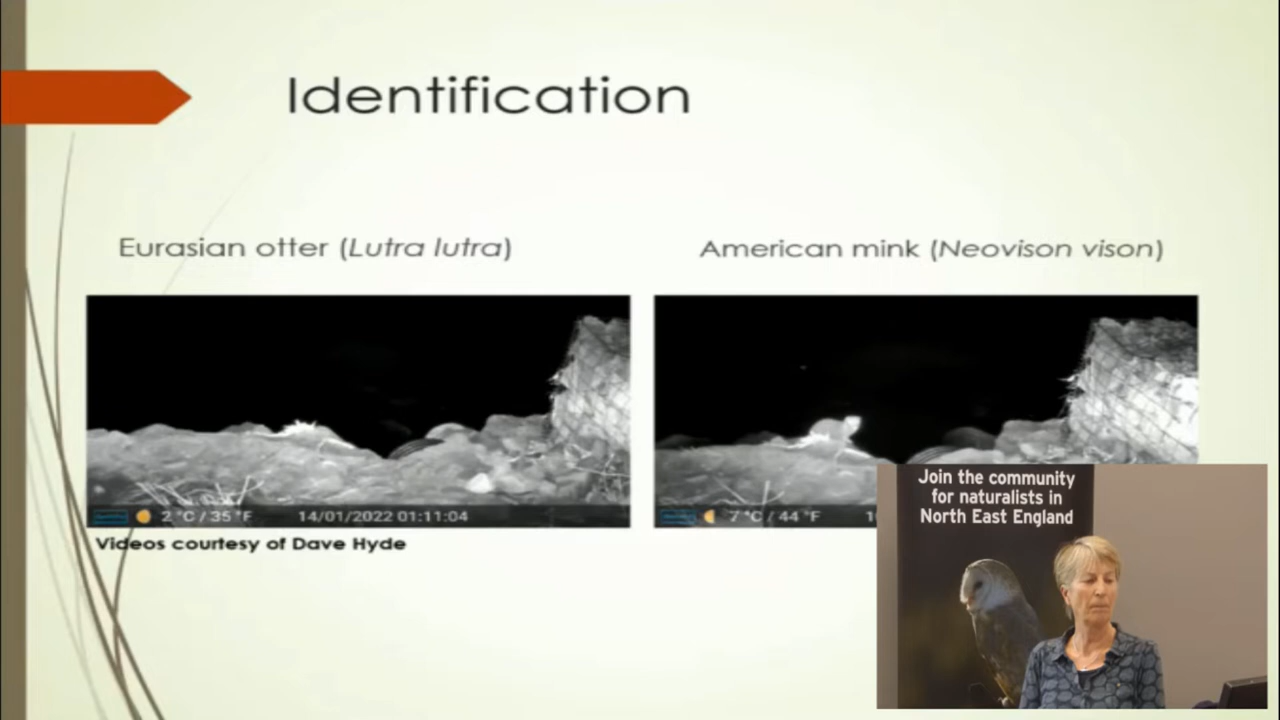 Identification
Eurasian otter (Lutra lutra)
American mink (Neovison vison)
2 °C / 35 °F 14/01/2022 01:11:04
7 °C / 44 °F
Videos courtesy of Dave Hyde
Join the community
for naturalists in
North East England